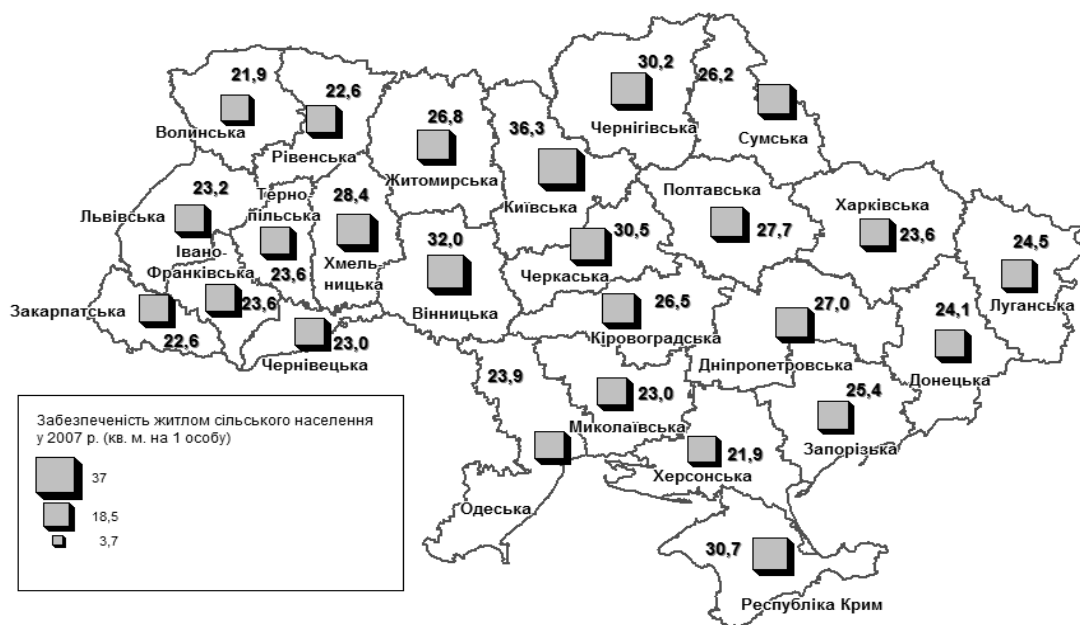 30,2
26,2
21,9
22,6
26,8
36,3
Чернігівська
Сумська
Волинська
Рівенська
Житомирська
Полтавська
23,2
Терно-
пільська
28,4
Київська
Харківська
Львівська
30,5
27,7
23,6
24,5
Івано-
Франківська
23,6
Хмель-
ницька
32,0
Черкаська
Луганська
Закарпатська
23,6
Вінницька
26,5
27,0
24,1
22,6
23,0
Чернівецька
Кіровоградська
Дніпропетровська
Донецька
23,9
23,0
25,4
Миколаївська
Запорізька
21,9
Херсонська
Одеська
30,7
Республіка Крим
Забезпеченість житлом сільського населення
у 2007 р. (кв. м. на 1 особу)
37
18,5
3,7